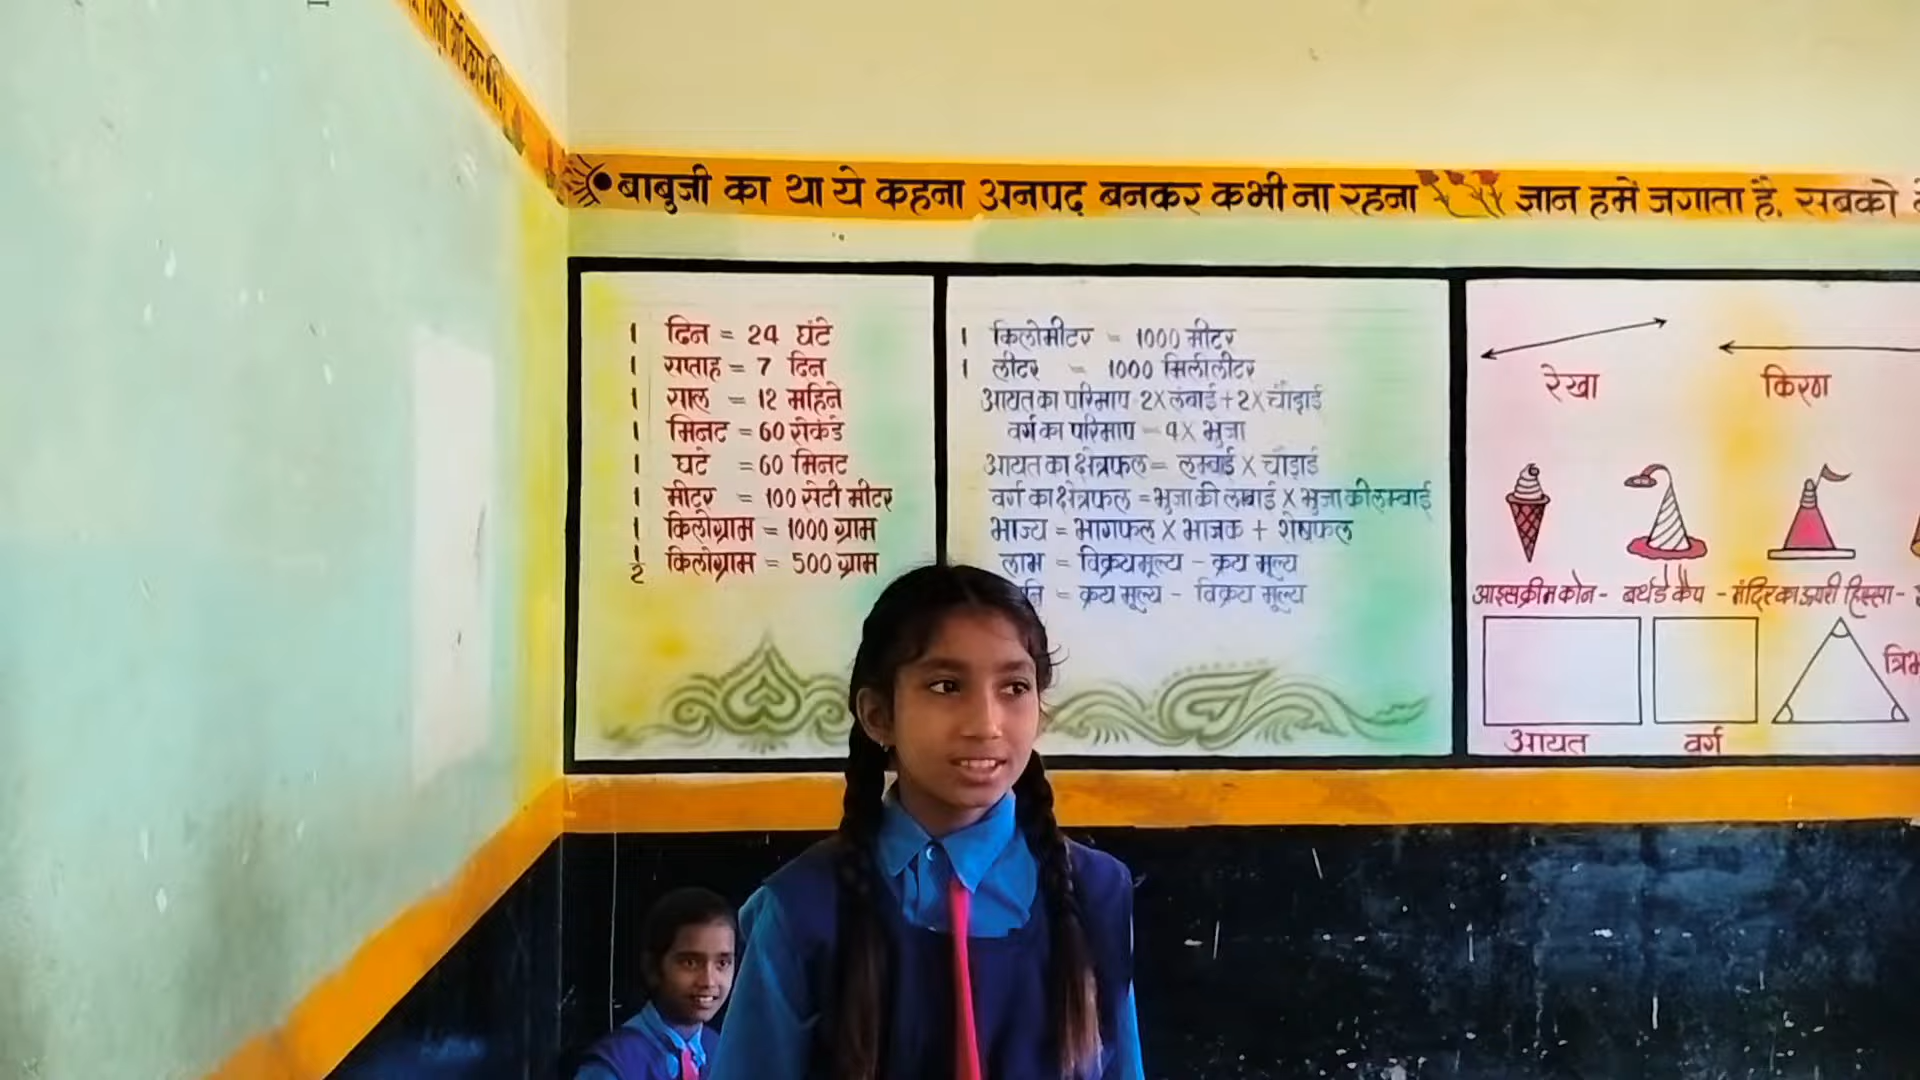 बाबुजी का था ये कहना अनपढ़ बनकर कभी ना रहना ज्ञान हमें जगाता है. सबको
1 दिन = 24 घंटे
1 सप्ताह = 7 दिन
1 साल = 12 महिने
1 मिनट = 60 सेकंडे
1 घंटे = 60 मिनट
1 मीटर = 100 सेंटी मीटर
1 किलोग्राम = 1000 ग्राम
1/2 किलोग्राम = 500 ग्राम
1 किलोमीटर = 1000 मीटर
1 लीटर = 1000 मिलीलीटर
आयत का परिमाप 2X लंबाई + 2X चौड़ाई
वर्ग का परिमाप = 4X भुजा
आयत का क्षेत्रफल = लम्बाई X चौड़ाई
वर्ग का क्षेत्रफल = भुजा की लम्बाई X भुजा की लम्बाई
भाज्य = भागफल X भाजक + शेषफल
लाभ = विक्रय मूल्य - क्रय मूल्य
नि = क्रय मूल्य - विक्रय मूल्य
रेखा किरण
आइसक्रीम कोन - बर्थडे कैप - मंदिर का ऊपरी हिस्सा -
त्रिभ
आयत वर्ग